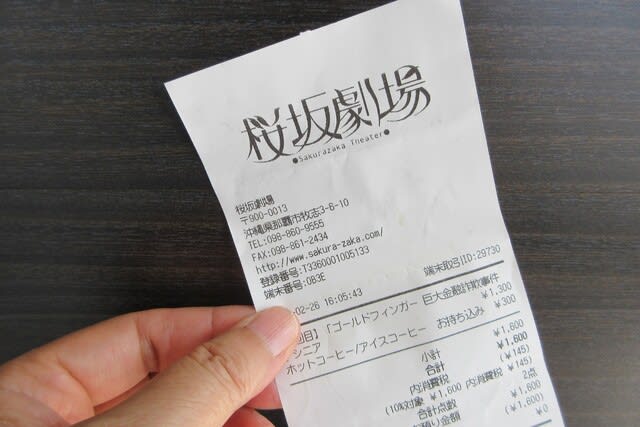 桜坂劇場
●Sakurazaka Theater●
桜坂劇場
〒900-0013
沖縄県那覇市牧志3-6-10
TEL:098-860-9555
FAX:098-861-2434
http://www.sakura-zaka.com/
登録番号:T3360001005133
端末番号:0B3E
-02-26 16:05:43 端末取引ID:29730
回目】「ゴールドフィンガー 巨大金融詐欺事件
シニア ¥1,300
ホットコーヒー/アイスコーヒー お持ち込み ¥300
小計 ¥1,600
合計 ¥1,600
内消費税 (¥145)
(10%対象 ¥1,600 内消費税 ¥145)
合計点数 2点
預り金額 ¥1,600
(¥1,600)
¥0